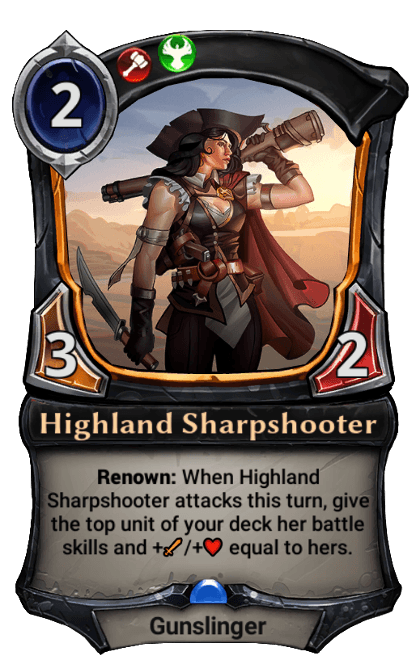 2
3
2
Highland Sharpshooter
Renown: When Highland
Sharpshooter attacks this turn, give
the top unit of your deck her battle
skills and +/+ equal to hers.
Gunslinger